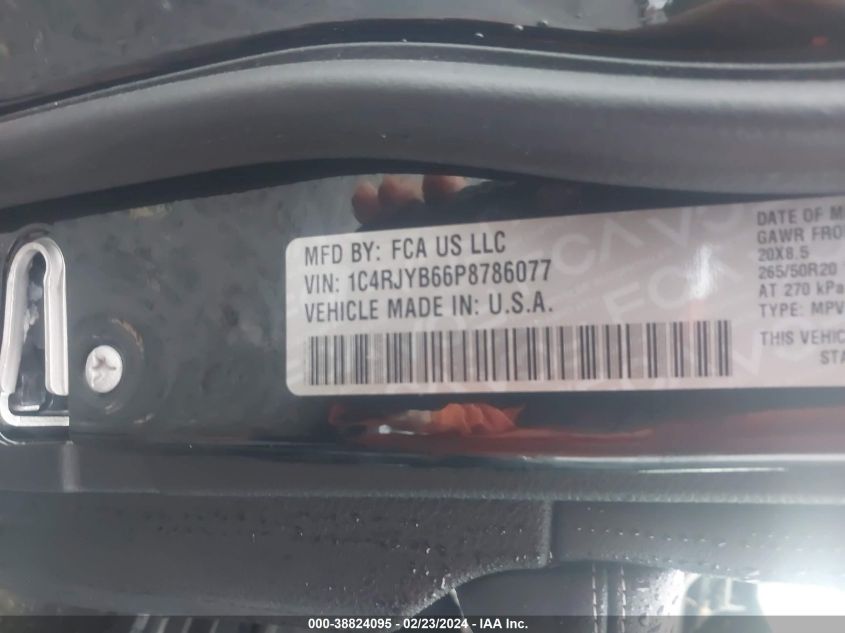 MFD BY: FCA US LLC
VIN: 1C4RJYB66P8786077
VEHICLE MADE IN: U.S.A.
DATE OF M
GAWR FRO
20X8.5
265/50R20
AT 270 kPa
TYPE: MPV
THIS VEHIC
STA
000-38824095 - 02/23/2024 - IAA Inc.